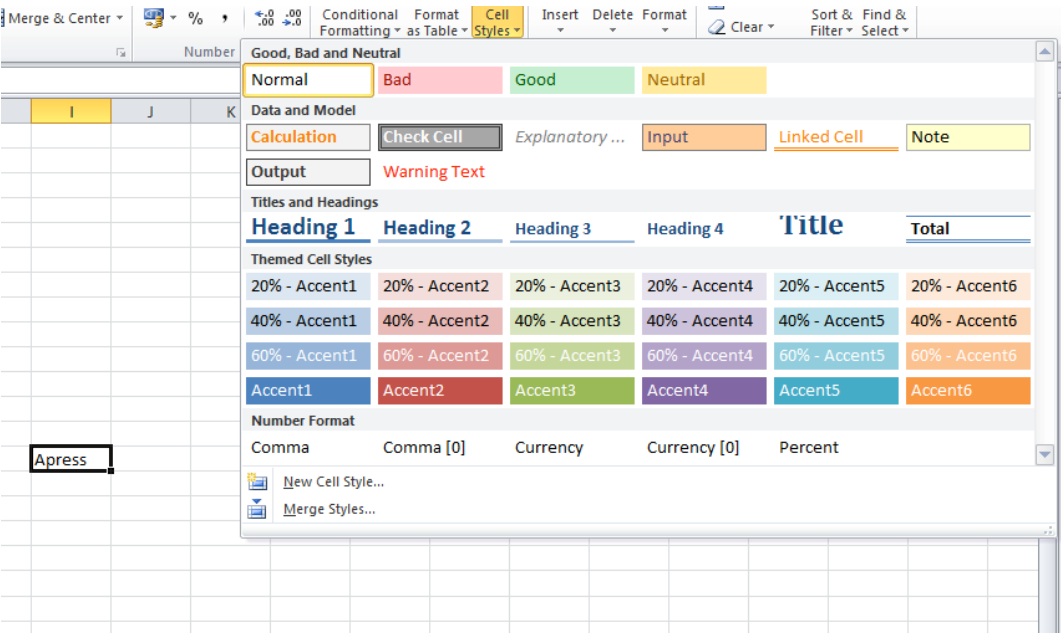 Merge & Center % , .0 .00 .00 .0 Conditional Format Cell Insert Delete Format Clear Sort & Find &
Formatting as Table Styles Filter Select
Number
Good, Bad and Neutral
Normal Bad Good Neutral
I J K
Data and Model
Calculation Check Cell Explanatory ... Input Linked Cell Note
Output Warning Text
Titles and Headings
Heading 1 Heading 2 Heading 3 Heading 4 Title Total
Themed Cell Styles
20% - Accent1 20% - Accent2 20% - Accent3 20% - Accent4 20% - Accent5 20% - Accent6
40% - Accent1 40% - Accent2 40% - Accent3 40% - Accent4 40% - Accent5 40% - Accent6
60% - Accent1 60% - Accent2 60% - Accent3 60% - Accent4 60% - Accent5 60% - Accent6
Accent1 Accent2 Accent3 Accent4 Accent5 Accent6
Number Format
Comma Comma [0] Currency Currency [0] Percent
Apress
New Cell Style...
Merge Styles...